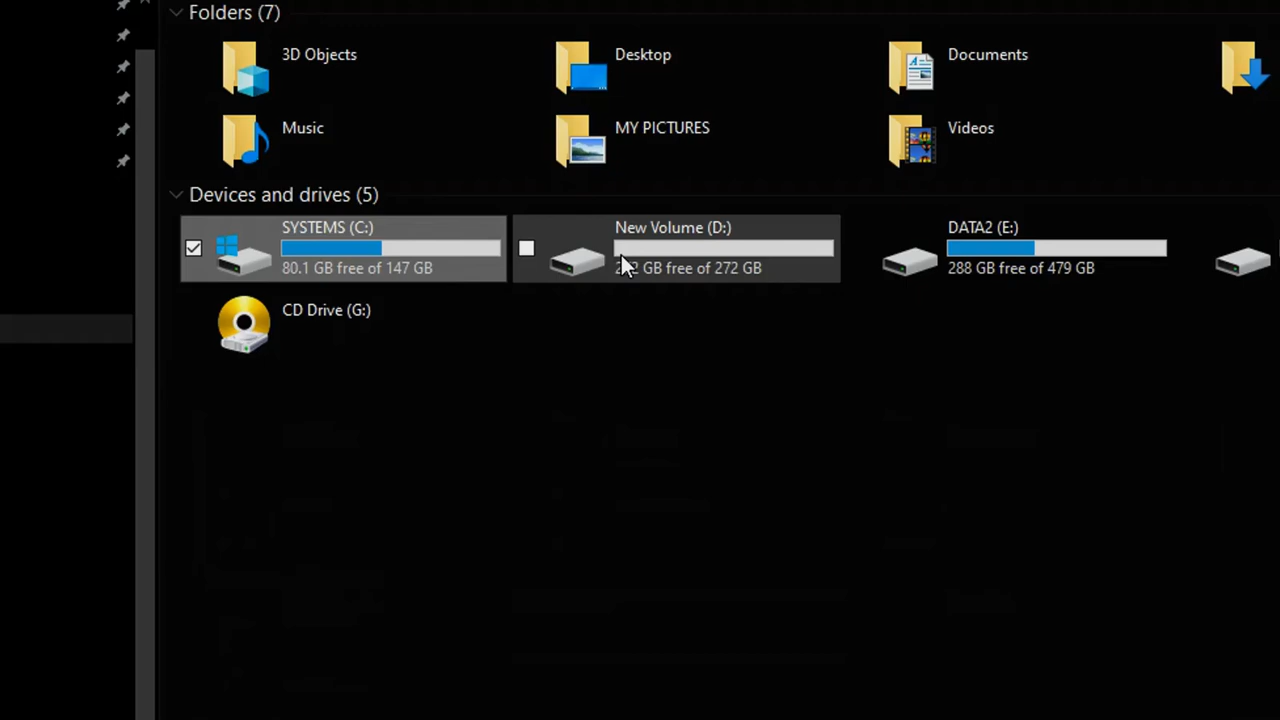 Folders (7)
3D Objects
Desktop
Documents
Music
MY PICTURES
Videos
Devices and drives (5)
SYSTEMS (C:)
80.1 GB free of 147 GB
New Volume (D:)
GB free of 272 GB
DATA2 (E:)
288 GB free of 479 GB
CD Drive (G:)